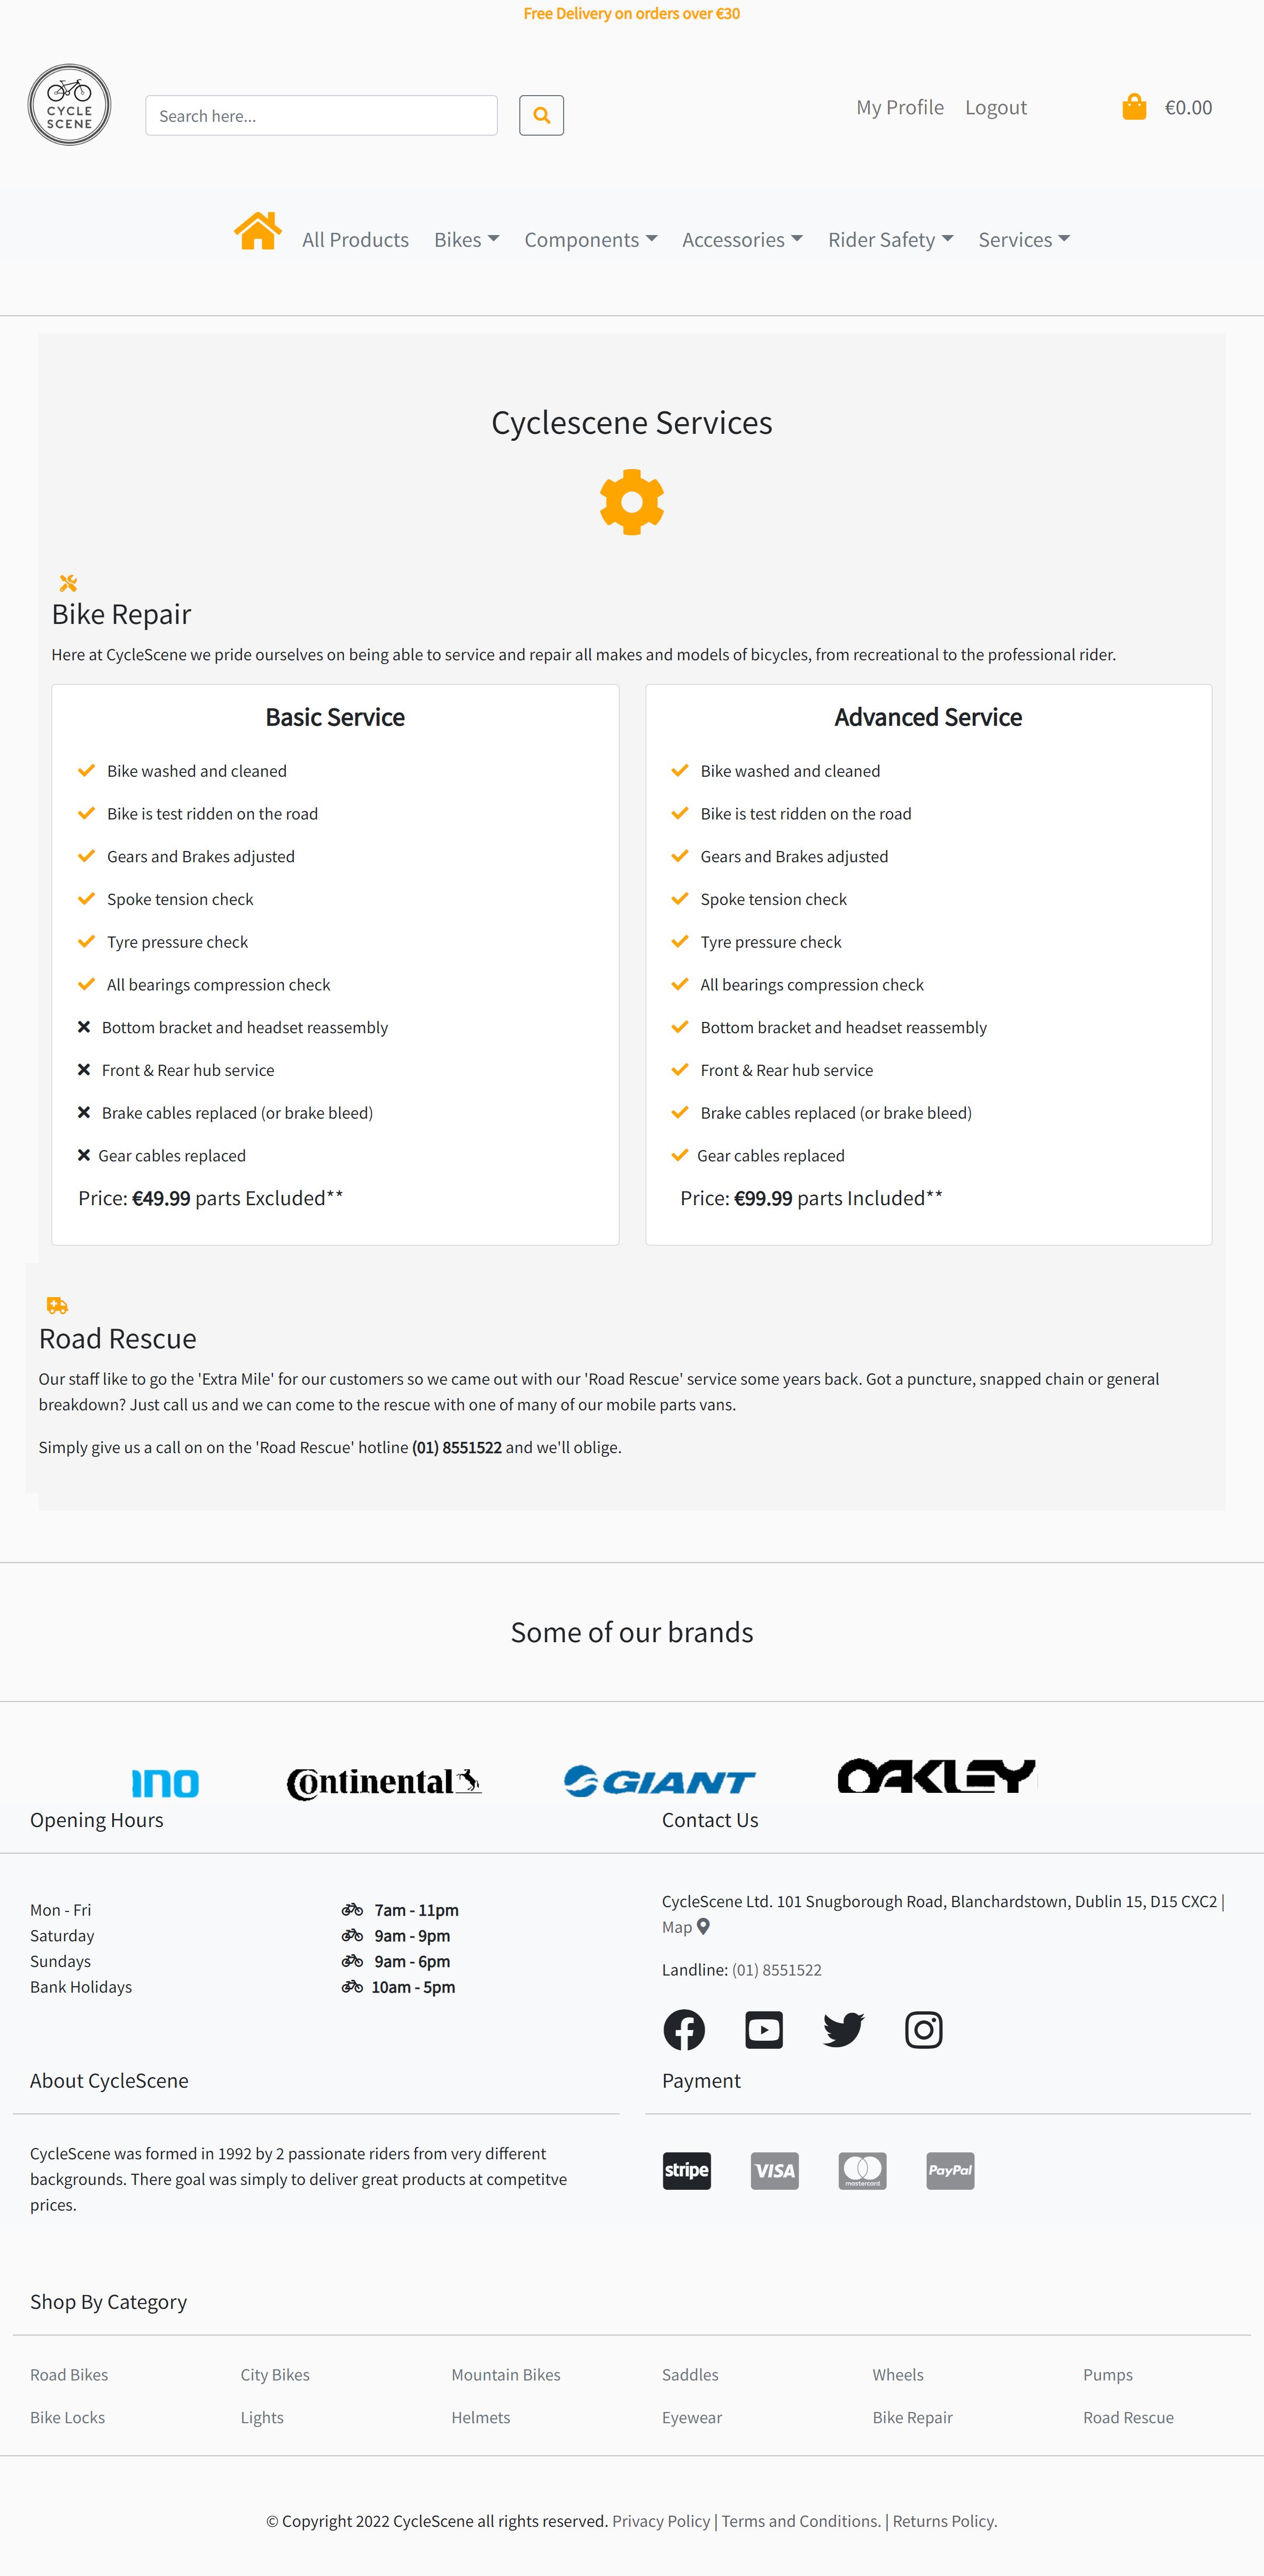 Free Delivery on orders over €30
CYCLE
SCENE
Search here...
My Profile Logout €0.00
All Products Bikes Components Accessories Rider Safety Services
Cyclescene Services
Bike Repair
Here at CycleScene we pride ourselves on being able to service and repair all makes and models of bicycles, from recreational to the professional rider.
Basic Service
Bike washed and cleaned
Bike is test ridden on the road
Gears and Brakes adjusted
Spoke tension check
Tyre pressure check
All bearings compression check
Bottom bracket and headset reassembly
Front & Rear hub service
Brake cables replaced (or brake bleed)
Gear cables replaced
Price: €49.99 parts Excluded**
Advanced Service
Bike washed and cleaned
Bike is test ridden on the road
Gears and Brakes adjusted
Spoke tension check
Tyre pressure check
All bearings compression check
Bottom bracket and headset reassembly
Front & Rear hub service
Brake cables replaced (or brake bleed)
Gear cables replaced
Price: €99.99 parts Included**
Road Rescue
Our staff like to go the 'Extra Mile' for our customers so we came out with our 'Road Rescue' service some years back. Got a puncture, snapped chain or general
breakdown? Just call us and we can come to the rescue with one of many of our mobile parts vans.
Simply give us a call on on the 'Road Rescue' hotline (01) 8551522 and we'll oblige.
Some of our brands
ino Continental GIANT OAKLEY
Opening Hours
Mon - Fri 7am - 11pm
Saturday 9am - 9pm
Sundays 9am - 6pm
Bank Holidays 10am - 5pm
Contact Us
CycleScene Ltd. 101 Snugborough Road, Blanchardstown, Dublin 15, D15 CXC2 |
Map
Landline: (01) 8551522
About CycleScene
CycleScene was formed in 1992 by 2 passionate riders from very different
backgrounds. There goal was simply to deliver great products at competitve
prices.
Payment
stripe VISA mastercard PayPal
Shop By Category
Road Bikes City Bikes Mountain Bikes Saddles Wheels Pumps
Bike Locks Lights Helmets Eyewear Bike Repair Road Rescue
© Copyright 2022 CycleScene all rights reserved. Privacy Policy | Terms and Conditions. | Returns Policy.